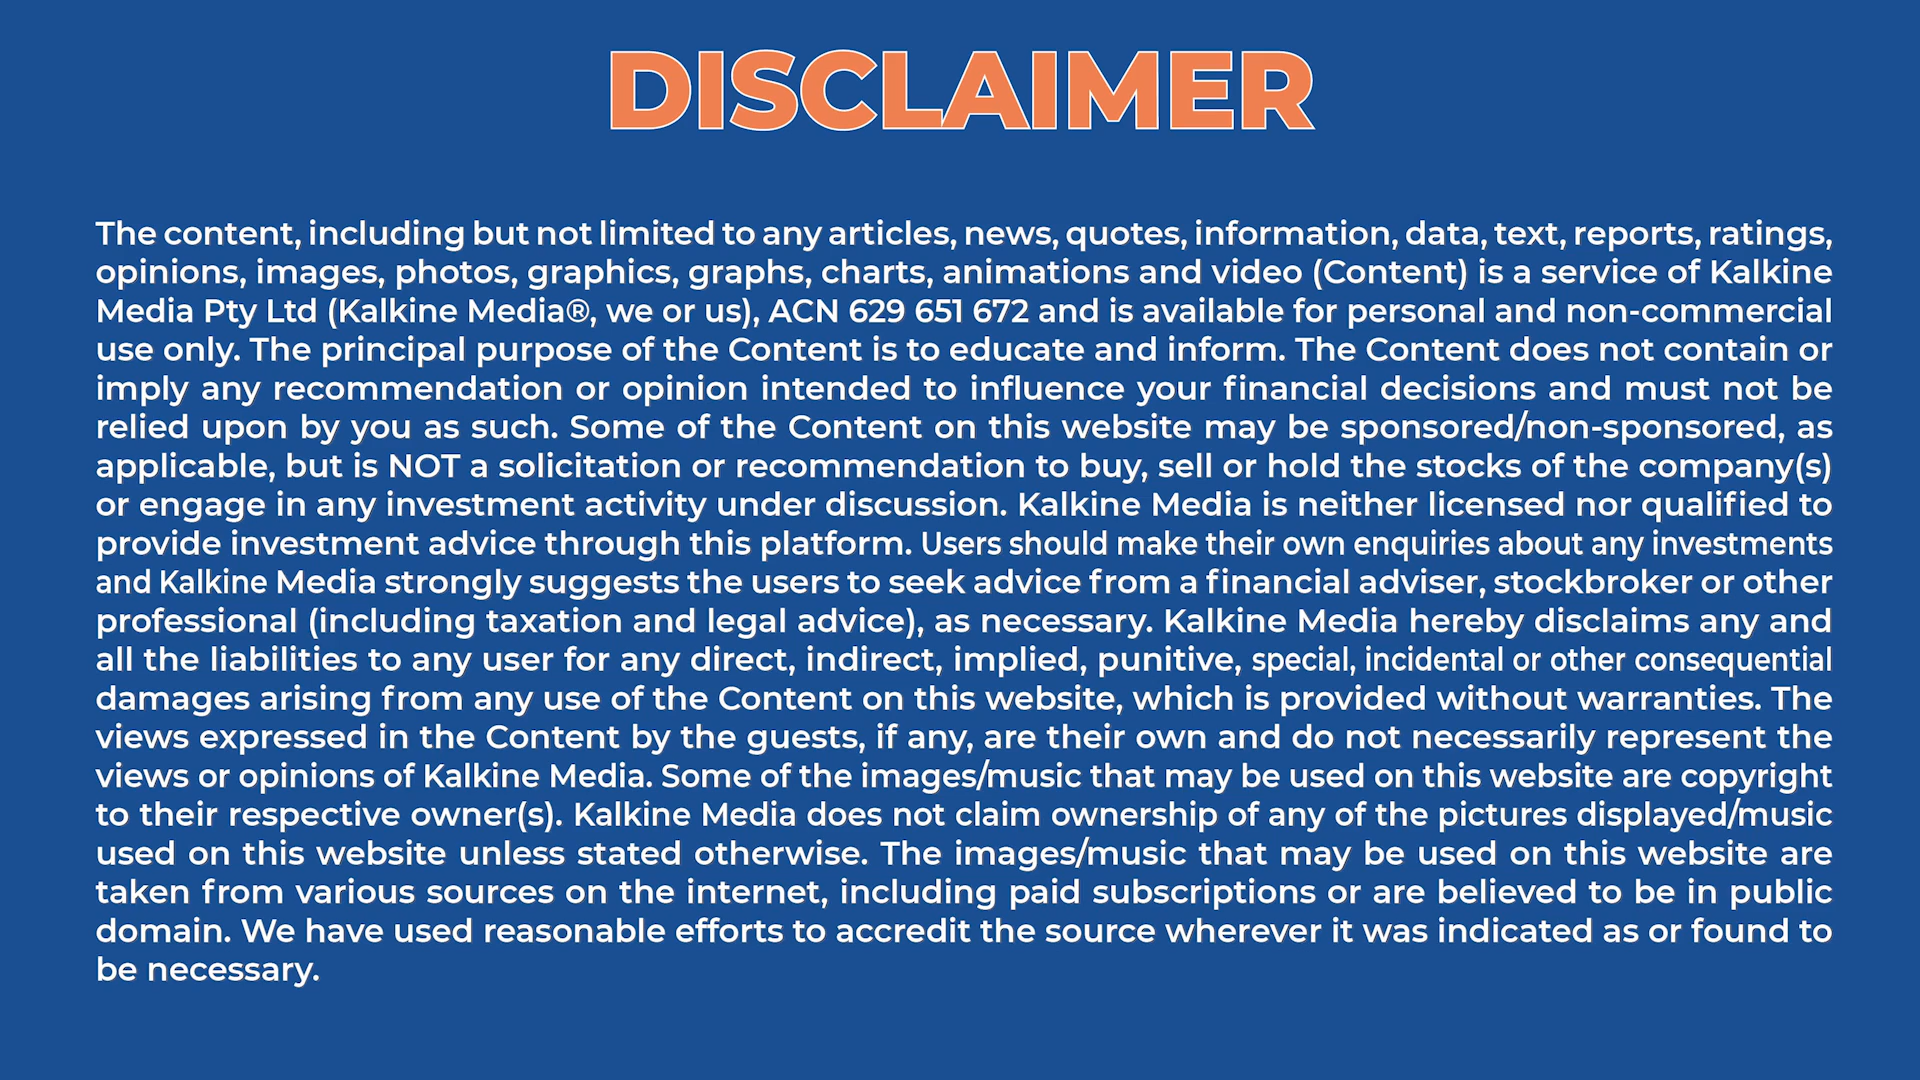 DISCLAIMER
The content, including but not limited to any articles, news, quotes, information, data, text, reports, ratings,
opinions, images, photos, graphics, graphs, charts, animations and video (Content) is a service of Kalkine
Media Pty Ltd (Kalkine Media®, we or us), ACN 629 651 672 and is available for personal and non-commercial
use only. The principal purpose of the Content is to educate and inform. The Content does not contain or
imply any recommendation or opinion intended to influence your financial decisions and must not be
relied upon by you as such. Some of the Content on this website may be sponsored/non-sponsored, as
applicable, but is NOT a solicitation or recommendation to buy, sell or hold the stocks of the company(s)
or engage in any investment activity under discussion. Kalkine Media is neither licensed nor qualified to
provide investment advice through this platform. Users should make their own enquiries about any investments
and Kalkine Media strongly suggests the users to seek advice from a financial adviser, stockbroker or other
professional (including taxation and legal advice), as necessary. Kalkine Media hereby disclaims any and
all the liabilities to any user for any direct, indirect, implied, punitive, special, incidental or other consequential
damages arising from any use of the Content on this website, which is provided without warranties. The
views expressed in the Content by the guests, if any, are their own and do not necessarily represent the
views or opinions of Kalkine Media. Some of the images/music that may be used on this website are copyright
to their respective owner(s). Kalkine Media does not claim ownership of any of the pictures displayed/music
used on this website unless stated otherwise. The images/music that may be used on this website are
taken from various sources on the internet, including paid subscriptions or are believed to be in public
domain. We have used reasonable efforts to accredit the source wherever it was indicated as or found to
be necessary.